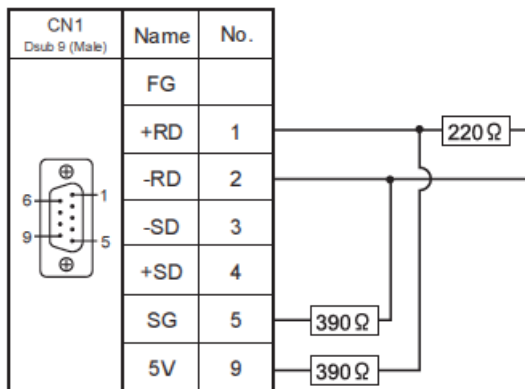 CN1
Dsub 9 (Male)
Name
No.
FG
+RD 1
220Ω
-RD 2
6
1
-SD 3
9
5
+SD 4
SG 5
390Ω
5V 9
390Ω